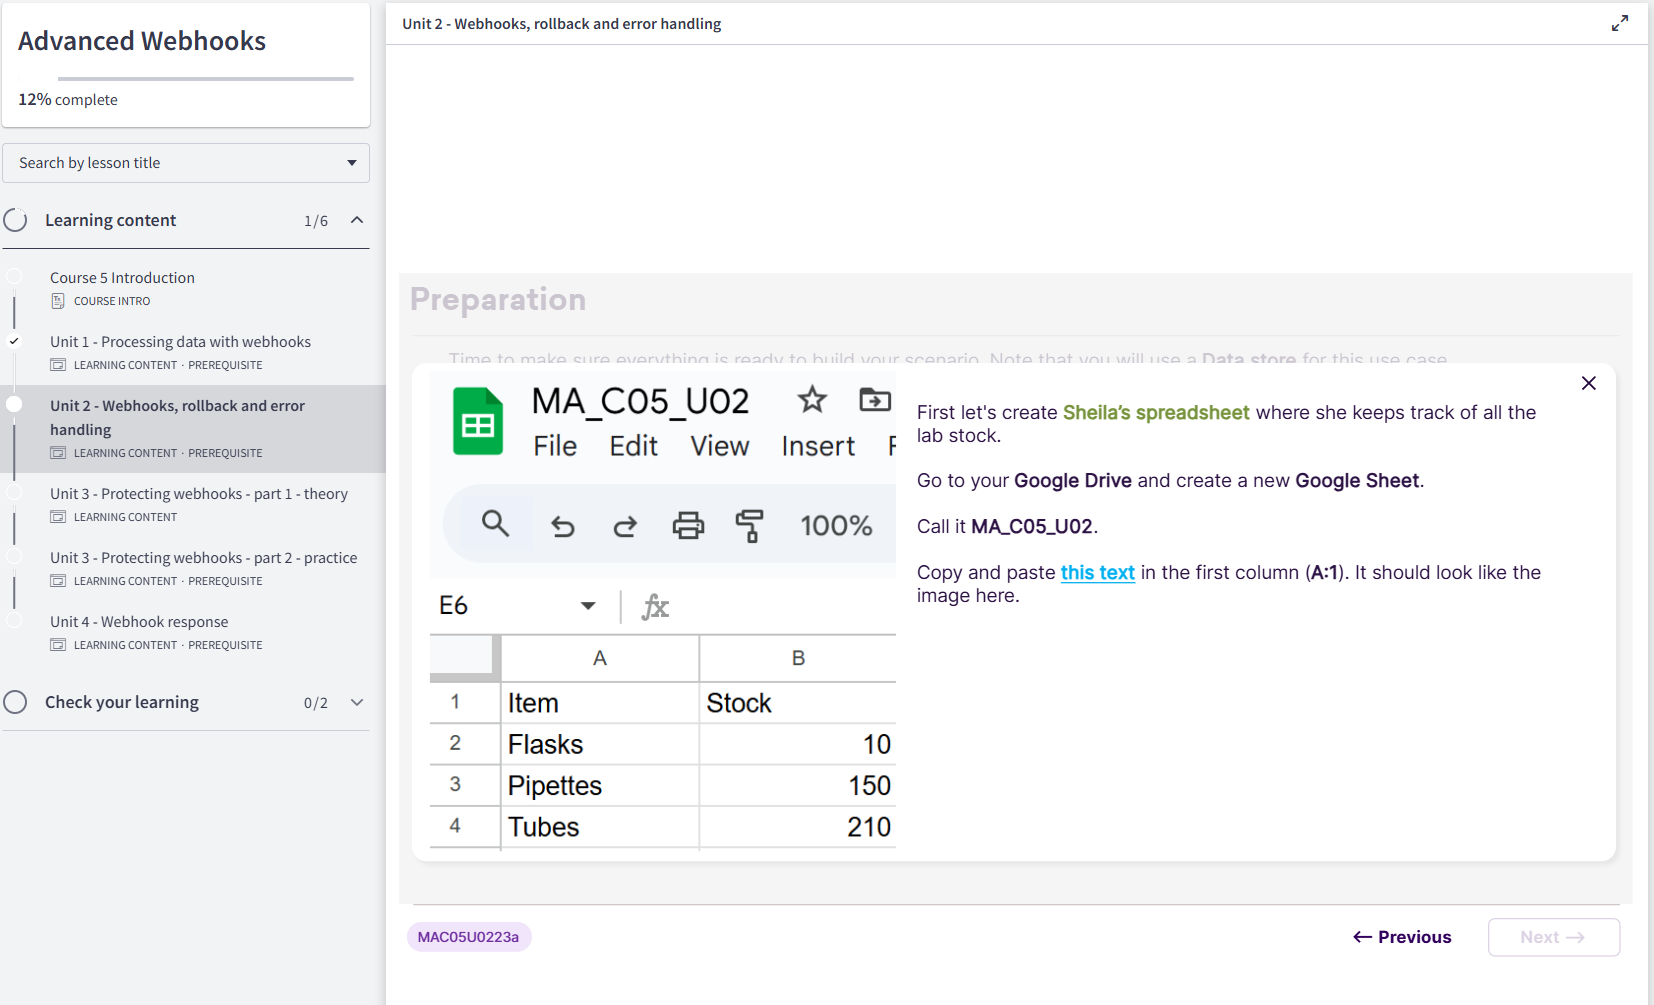 Advanced Webhooks
12% complete
Search by lesson title
Learning content 1/6
Course 5 Introduction
COURSE INTRO
Unit 1 - Processing data with webhooks
LEARNING CONTENT · PREREQUISITE
Unit 2 - Webhooks, rollback and error
handling
LEARNING CONTENT · PREREQUISITE
Unit 3 - Protecting webhooks - part 1 - theory
LEARNING CONTENT
Unit 3 - Protecting webhooks - part 2 - practice
LEARNING CONTENT · PREREQUISITE
Unit 4 - Webhook response
LEARNING CONTENT · PREREQUISITE
Check your learning 0/2
Unit 2 - Webhooks, rollback and error handling
Preparation
Time to make sure everything is ready to build your scenario. Note that you will use a Data store for this use case.
MA_C05_U02
File Edit View Insert F
100%
E6 fx
A B
1 Item Stock
2 Flasks 10
3 Pipettes 150
4 Tubes 210
First let's create Sheila’s spreadsheet where she keeps track of all the
lab stock.
Go to your Google Drive and create a new Google Sheet.
Call it MA_C05_U02.
Copy and paste this text in the first column (A:1). It should look like the
image here.
MAC05U0223a
← Previous
Next →